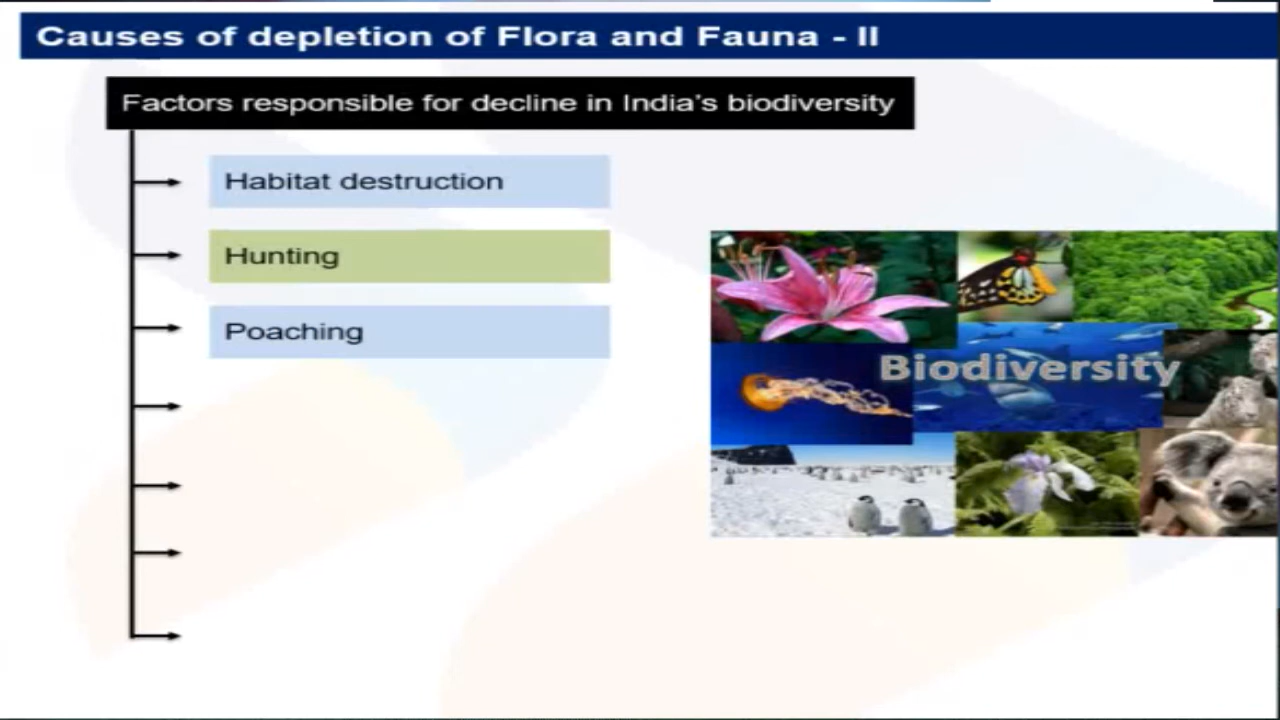 Causes of depletion of Flora and Fauna - II
Factors responsible for decline in India's biodiversity
Habitat destruction
Hunting
Poaching
Biodiversity